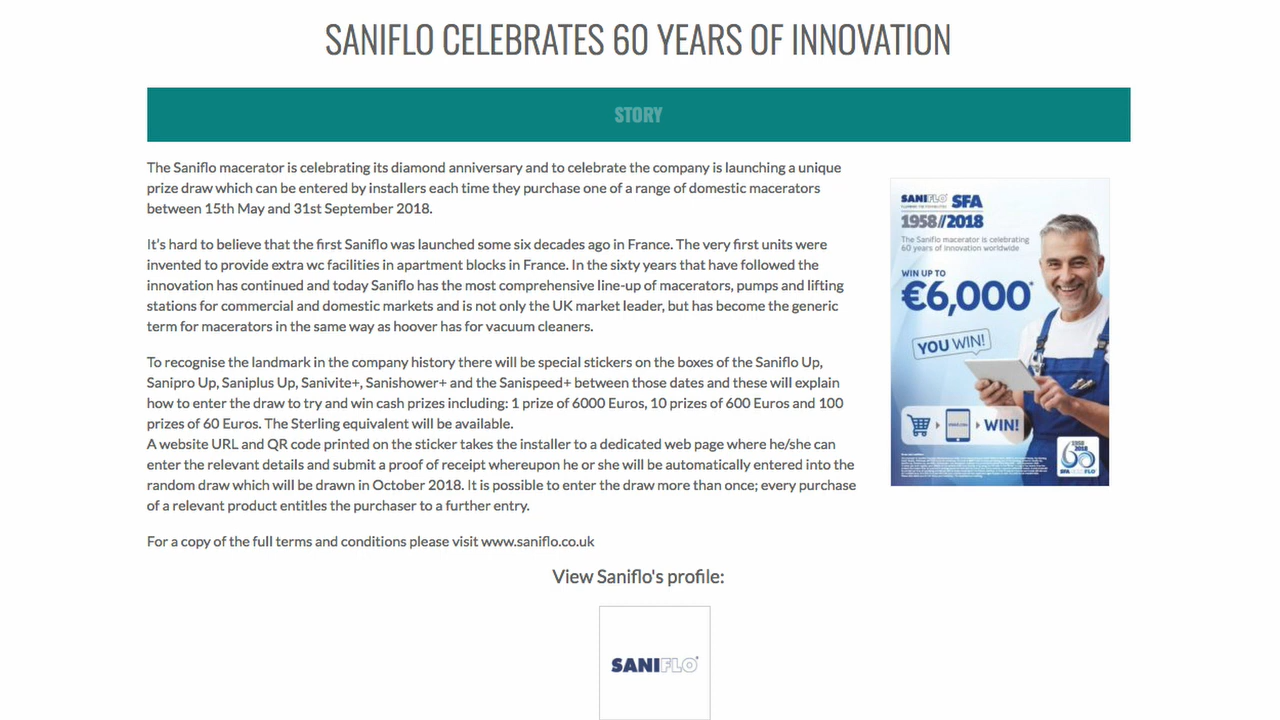 SANIFLO CELEBRATES 60 YEARS OF INNOVATION
STORY
The Saniflo macerator is celebrating its diamond anniversary and to celebrate the company is launching a unique
prize draw which can be entered by installers each time they purchase one of a range of domestic macerators
between 15th May and 31st September 2018.
It's hard to believe that the first Saniflo was launched some six decades ago in France. The very first units were
invented to provide extra wc facilities in apartment blocks in France. In the sixty years that have followed the
innovation has continued and today Saniflo has the most comprehensive line-up of macerators, pumps and lifting
stations for commercial and domestic markets and is not only the UK market leader, but has become the generic
term for macerators in the same way as hoover has for vacuum cleaners.
To recognise the landmark in the company history there will be special stickers on the boxes of the Saniflo Up,
Sanipro Up, Saniplus Up, Sanivite+, Sanishower+ and the Sanispeed+ between those dates and these will explain
how to enter the draw to try and win cash prizes including: 1 prize of 6000 Euros, 10 prizes of 600 Euros and 100
prizes of 60 Euros. The Sterling equivalent will be available.
A website URL and QR code printed on the sticker takes the installer to a dedicated web page where he/she can
enter the relevant details and submit a proof of receipt whereupon he or she will be automatically entered into the
random draw which will be drawn in October 2018. It is possible to enter the draw more than once; every purchase
of a relevant product entitles the purchaser to a further entry.
For a copy of the full terms and conditions please visit www.saniflo.co.uk
SANIFLO SFA
1958//2018
The Saniflo macerator is celebrating
60 years of innovation worldwide
WIN UP TO
€6,000*
YOU WIN!
WIN!
1958
2018
60
SFA SANIFLO
View Saniflo's profile:
SANIFLO